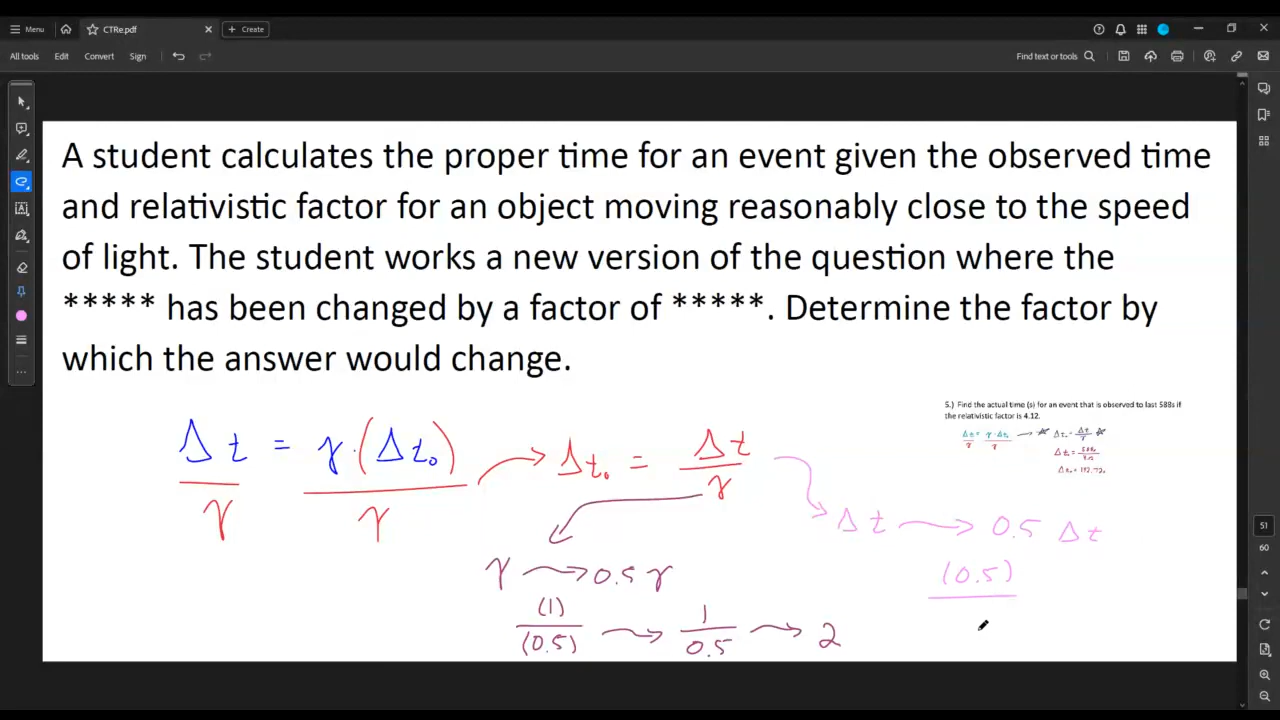 Menu
CTRe.pdf
Create
All tools
Edit
Convert
Sign
Find text or tools
A student calculates the proper time for an event given the observed time
and relativistic factor for an object moving reasonably close to the speed
of light. The student works a new version of the question where the
***** has been changed by a factor of *****. Determine the factor by
which the answer would change.
5.) Find the actual time (s) for an event that is observed to last 588s if
the relativistic factor is 4.12.
Δt = γ·(Δt₀)
γ γ
Δt₀ = Δt
γ
Δt → 0.5 Δt
(0.5)
γ → 0.5 γ
(1)
(0.5) → 1
0.5 → 2
51
60